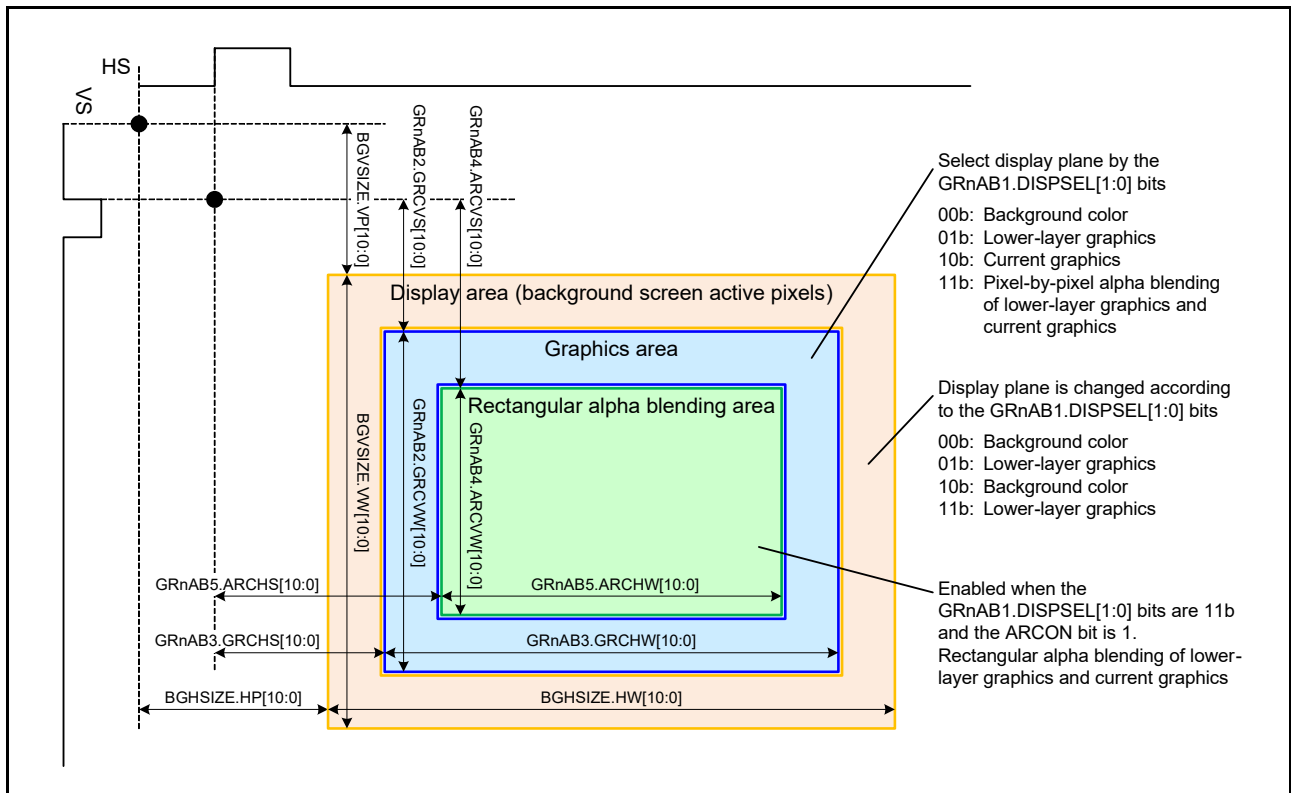 HS
VS
BGVSIZE.VP[10:0]
GRnAB2.GRCVS[10:0]
GRnAB4.ARCVS[10:0]
Display area (background screen active pixels)
Graphics area
Rectangular alpha blending area
BGVSIZE.VW[10:0]
GRnAB2.GRCVW[10:0]
GRnAB4.ARCVW[10:0]
GRnAB5.ARCHS[10:0]
GRnAB5.ARCHW[10:0]
GRnAB3.GRCHS[10:0]
GRnAB3.GRCHW[10:0]
BGHSIZE.HP[10:0]
BGHSIZE.HW[10:0]
Select display plane by the
GRnAB1.DISPSEL[1:0] bits
00b: Background color
01b: Lower-layer graphics
10b: Current graphics
11b: Pixel-by-pixel alpha blending
of lower-layer graphics and
current graphics
Display plane is changed according
to the GRnAB1.DISPSEL[1:0] bits
00b: Background color
01b: Lower-layer graphics
10b: Background color
11b: Lower-layer graphics
Enabled when the
GRnAB1.DISPSEL[1:0] bits are 11b
and the ARCON bit is 1.
Rectangular alpha blending of lower-
layer graphics and current graphics